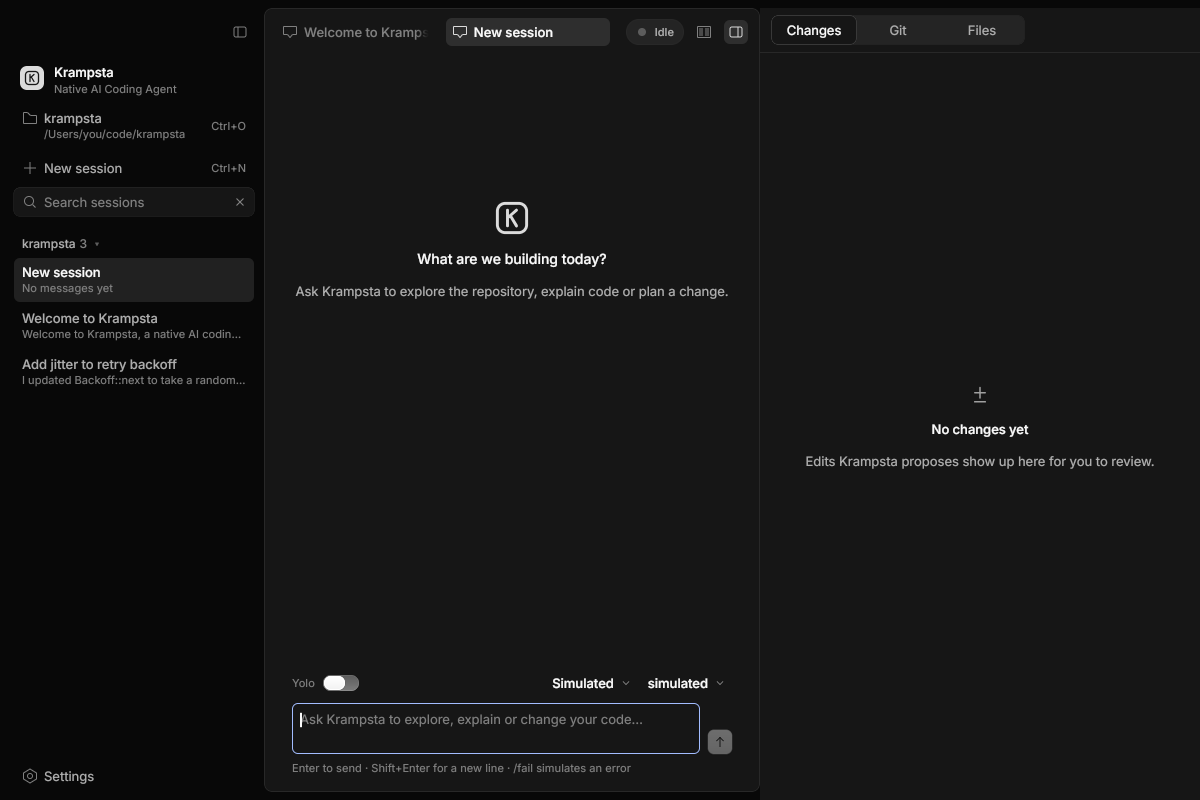 Krampsta
Native AI Coding Agent
krampsta
/Users/you/code/krampsta
Ctrl+O
New session
Ctrl+N
Search sessions
krampsta 3
New session
No messages yet
Welcome to Krampsta
Welcome to Krampsta, a native AI codin...
Add jitter to retry backoff
I updated Backoff::next to take a random...
Settings
Welcome to Kramps
New session
Idle
K
What are we building today?
Ask Krampsta to explore the repository, explain code or plan a change.
Yolo
Simulated
simulated
Ask Krampsta to explore, explain or change your code...
Enter to send · Shift+Enter for a new line · /fail simulates an error
Changes
Git
Files
No changes yet
Edits Krampsta proposes show up here for you to review.